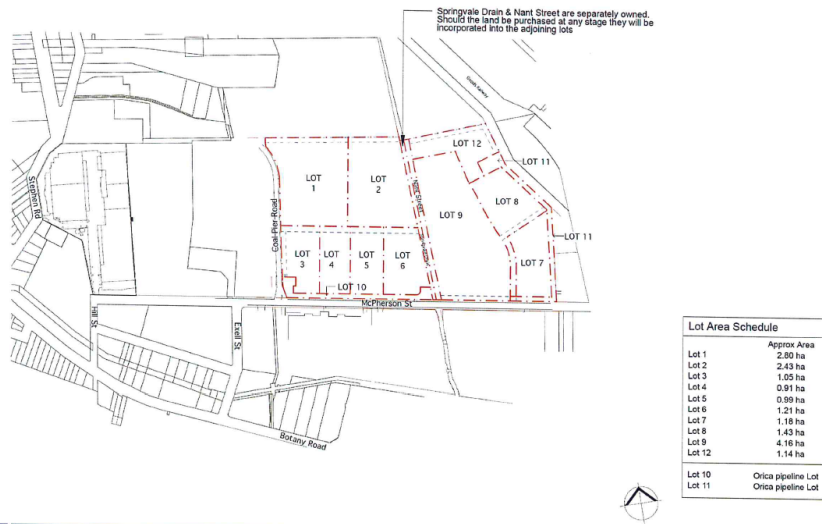 Springvale Drain & Nant Street are separately owned.
Should the land be purchased at any stage they will be
incorporated into the adjoining lots
LOT 12
LOT 11
LOT 1
LOT 2
LOT 8
LOT 9
LOT 11
LOT 7
LOT 3
LOT 4
LOT 5
LOT 6
LOT 10
Stephen Rd
Coal Pier Road
Nant Street
McPherson St
Hill St
Exell St
Botany Road
Lot Area Schedule
Approx Area
Lot 1 2.80 ha
Lot 2 2.43 ha
Lot 3 1.05 ha
Lot 4 0.91 ha
Lot 5 0.99 ha
Lot 6 1.21 ha
Lot 7 1.18 ha
Lot 8 1.43 ha
Lot 9 4.16 ha
Lot 12 1.14 ha
Lot 10 Orica pipeline Lot
Lot 11 Orica pipeline Lot